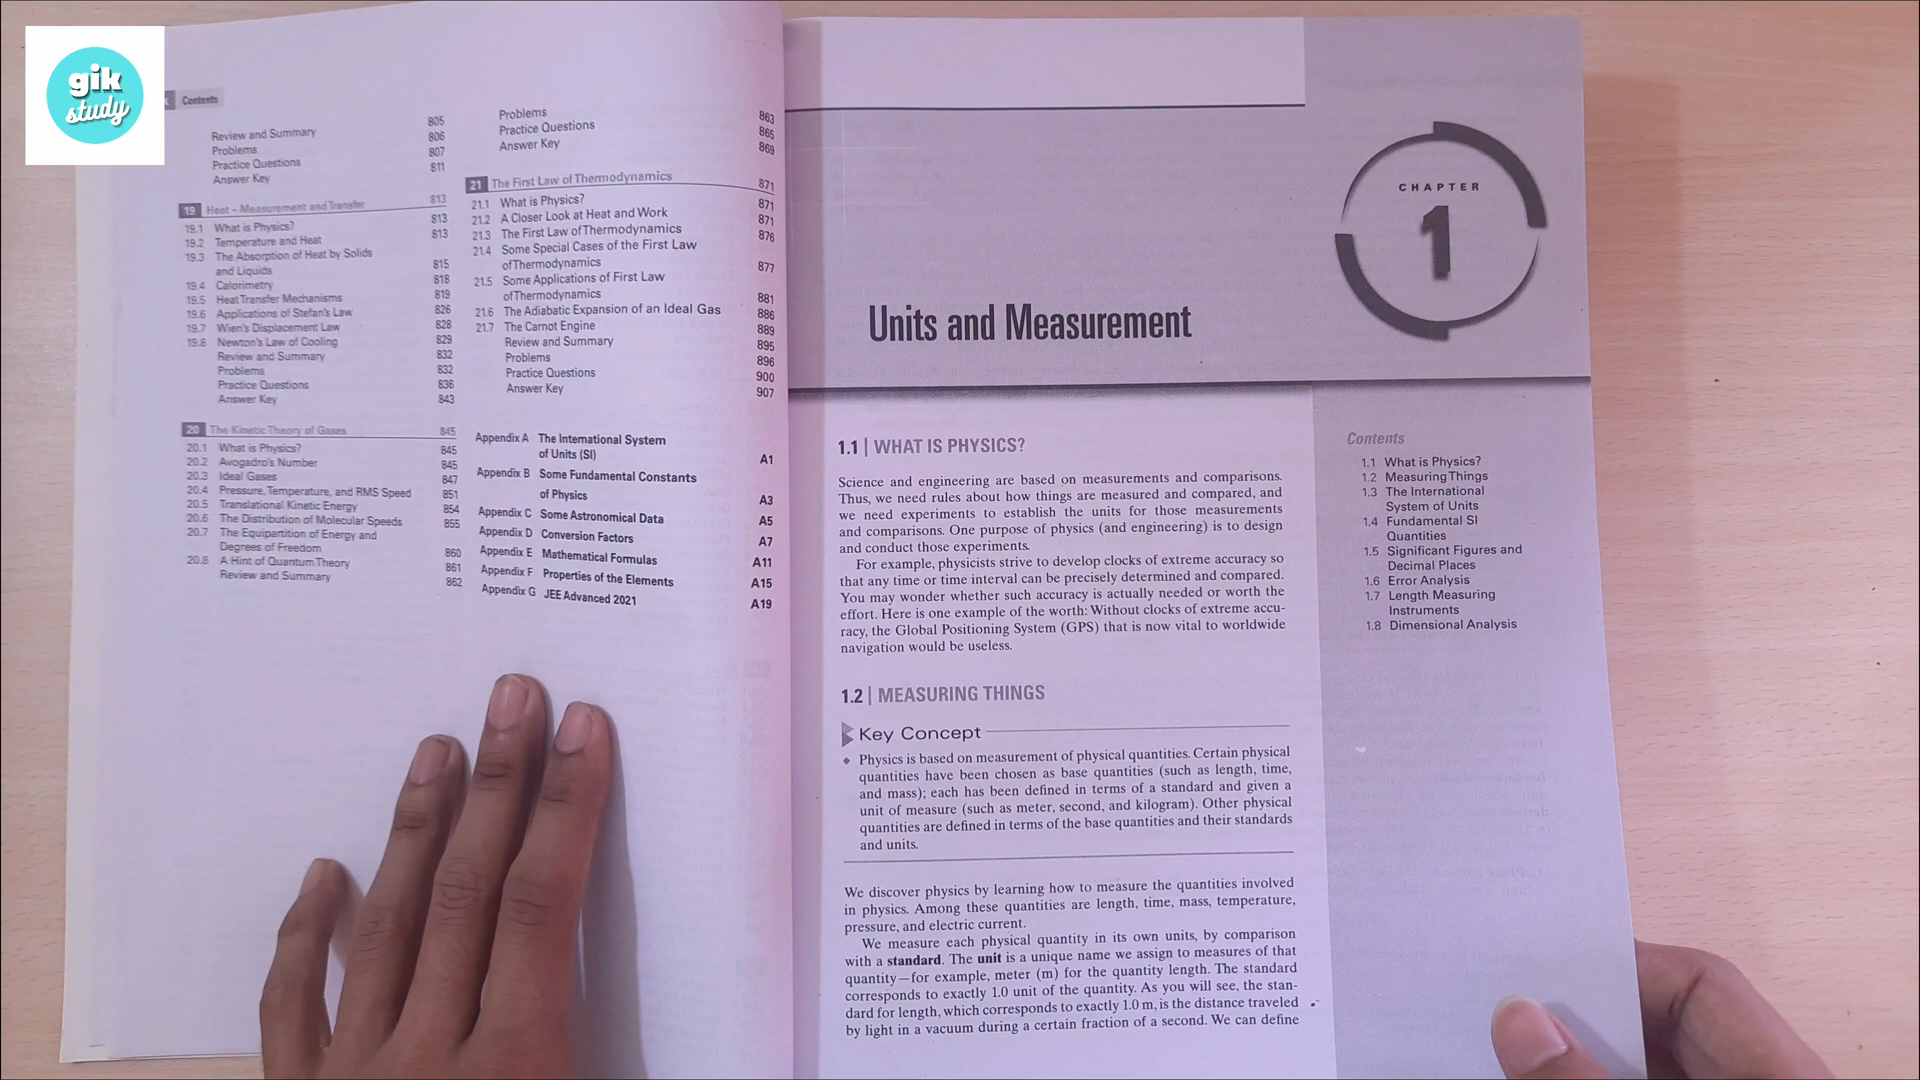 gik
study
Contents
Review and Summary 805
Problems 806
Practice Questions 807
Answer Key 811
19 Heat – Measurement and Transfer 813
19.1 What is Physics? 813
19.2 Temperature and Heat 813
19.3 The Absorption of Heat by Solids
and Liquids 815
19.4 Calorimetry 818
19.5 Heat Transfer Mechanisms 819
19.6 Applications of Stefan's Law 826
19.7 Wien's Displacement Law 828
19.8 Newton's Law of Cooling 829
Review and Summary 832
Problems 832
Practice Questions 836
Answer Key 843
20 The Kinetic Theory of Gases 845
20.1 What is Physics? 845
20.2 Avogadro's Number 845
20.3 Ideal Gases 847
20.4 Pressure, Temperature, and RMS Speed 851
20.5 Translational Kinetic Energy 854
20.6 The Distribution of Molecular Speeds 855
20.7 The Equipartition of Energy and
Degrees of Freedom 860
20.8 A Hint of Quantum Theory 861
Review and Summary 862
Problems 863
Practice Questions 865
Answer Key 869
21 The First Law of Thermodynamics 871
21.1 What is Physics? 871
21.2 A Closer Look at Heat and Work 871
21.3 The First Law of Thermodynamics 876
21.4 Some Special Cases of the First Law
of Thermodynamics 877
21.5 Some Applications of First Law
of Thermodynamics 881
21.6 The Adiabatic Expansion of an Ideal Gas 886
21.7 The Carnot Engine 889
Review and Summary 895
Problems 896
Practice Questions 900
Answer Key 907
Appendix A The International System
of Units (SI) A1
Appendix B Some Fundamental Constants
of Physics A3
Appendix C Some Astronomical Data A5
Appendix D Conversion Factors A7
Appendix E Mathematical Formulas A11
Appendix F Properties of the Elements A15
Appendix G JEE Advanced 2021 A19
CHAPTER
1
Units and Measurement
1.1 | WHAT IS PHYSICS?
Science and engineering are based on measurements and comparisons.
Thus, we need rules about how things are measured and compared, and
we need experiments to establish the units for those measurements
and comparisons. One purpose of physics (and engineering) is to design
and conduct those experiments.
For example, physicists strive to develop clocks of extreme accuracy so
that any time or time interval can be precisely determined and compared.
You may wonder whether such accuracy is actually needed or worth the
effort. Here is one example of the worth: Without clocks of extreme accu-
racy, the Global Positioning System (GPS) that is now vital to worldwide
navigation would be useless.
1.2 | MEASURING THINGS
Key Concept
◆ Physics is based on measurement of physical quantities. Certain physical
quantities have been chosen as base quantities (such as length, time,
and mass); each has been defined in terms of a standard and given a
unit of measure (such as meter, second, and kilogram). Other physical
quantities are defined in terms of the base quantities and their standards
and units.
We discover physics by learning how to measure the quantities involved
in physics. Among these quantities are length, time, mass, temperature,
pressure, and electric current.
We measure each physical quantity in its own units, by comparison
with a standard. The unit is a unique name we assign to measures of that
quantity—for example, meter (m) for the quantity length. The standard
corresponds to exactly 1.0 unit of the quantity. As you will see, the stan-
dard for length, which corresponds to exactly 1.0 m, is the distance traveled
by light in a vacuum during a certain fraction of a second. We can define
Contents
1.1 What is Physics?
1.2 Measuring Things
1.3 The International
System of Units
1.4 Fundamental SI
Quantities
1.5 Significant Figures and
Decimal Places
1.6 Error Analysis
1.7 Length Measuring
Instruments
1.8 Dimensional Analysis